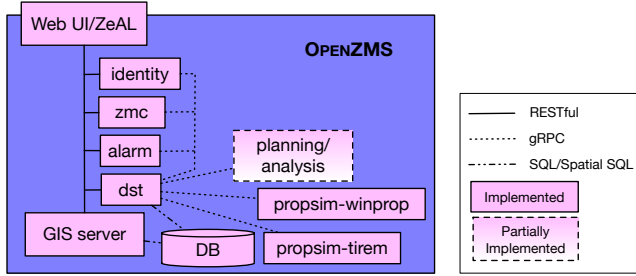 Web UI/ZeAL
OPENZMS
identity
zmc
alarm
planning/
analysis
dst
propsim-winprop
GIS server
DB
propsim-tirem
RESTful
gRPC
SQL/Spatial SQL
Implemented
Partially
Implemented